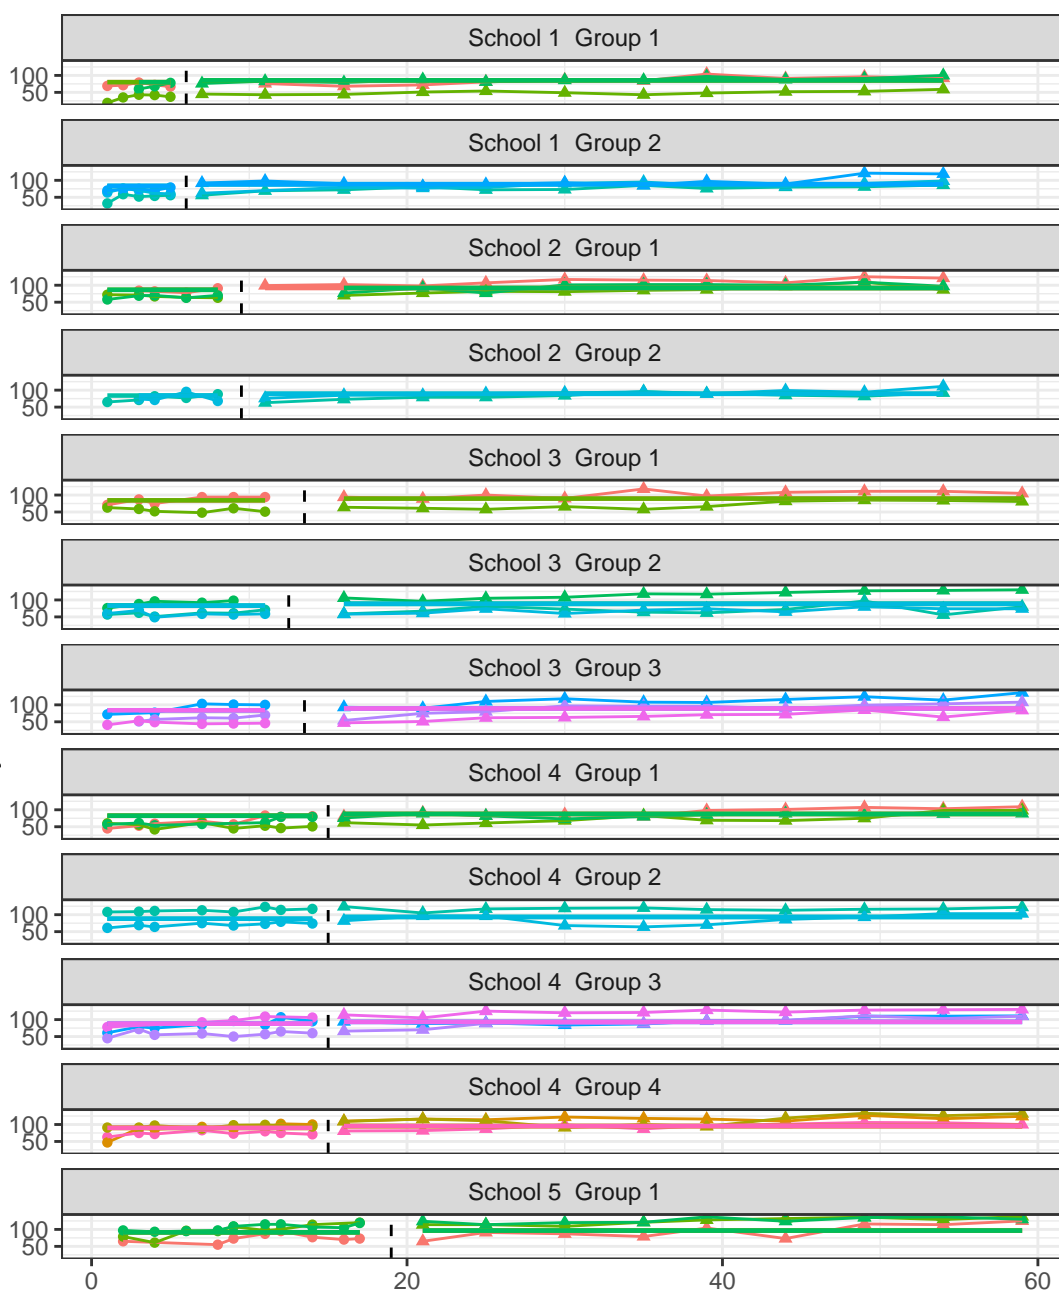 School 1 Group 1
100
50
School 1 Group 2
100
50
School 2 Group 1
100
50
School 2 Group 2
100
50
School 3 Group 1
100
50
School 3 Group 2
100
50
School 3 Group 3
100
50
School 4 Group 1
100
50
School 4 Group 2
100
50
School 4 Group 3
100
50
School 4 Group 4
100
50
School 5 Group 1
100
50
0 20 40 60